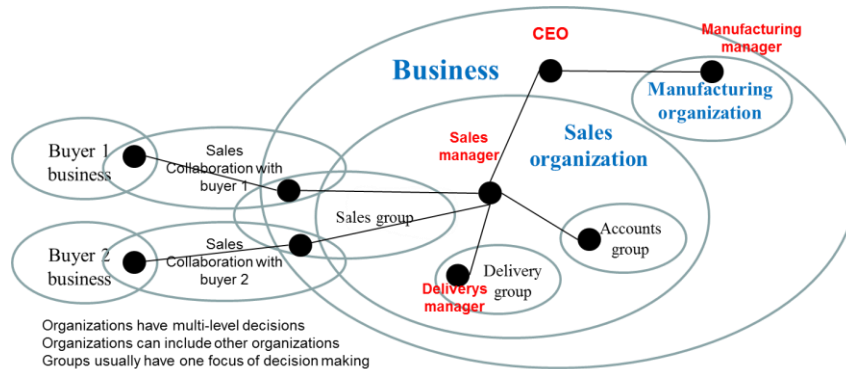 CEO
Manufacturing
manager
Business
Manufacturing
organization
Sales
manager
Sales
organization
Buyer 1
business
Sales
Collaboration with
buyer 1
Sales group
Accounts
group
Buyer 2
business
Sales
Collaboration with
buyer 2
Delivery
group
Deliverys
manager
Organizations have multi-level decisions
Organizations can include other organizations
Groups usually have one focus of decision making